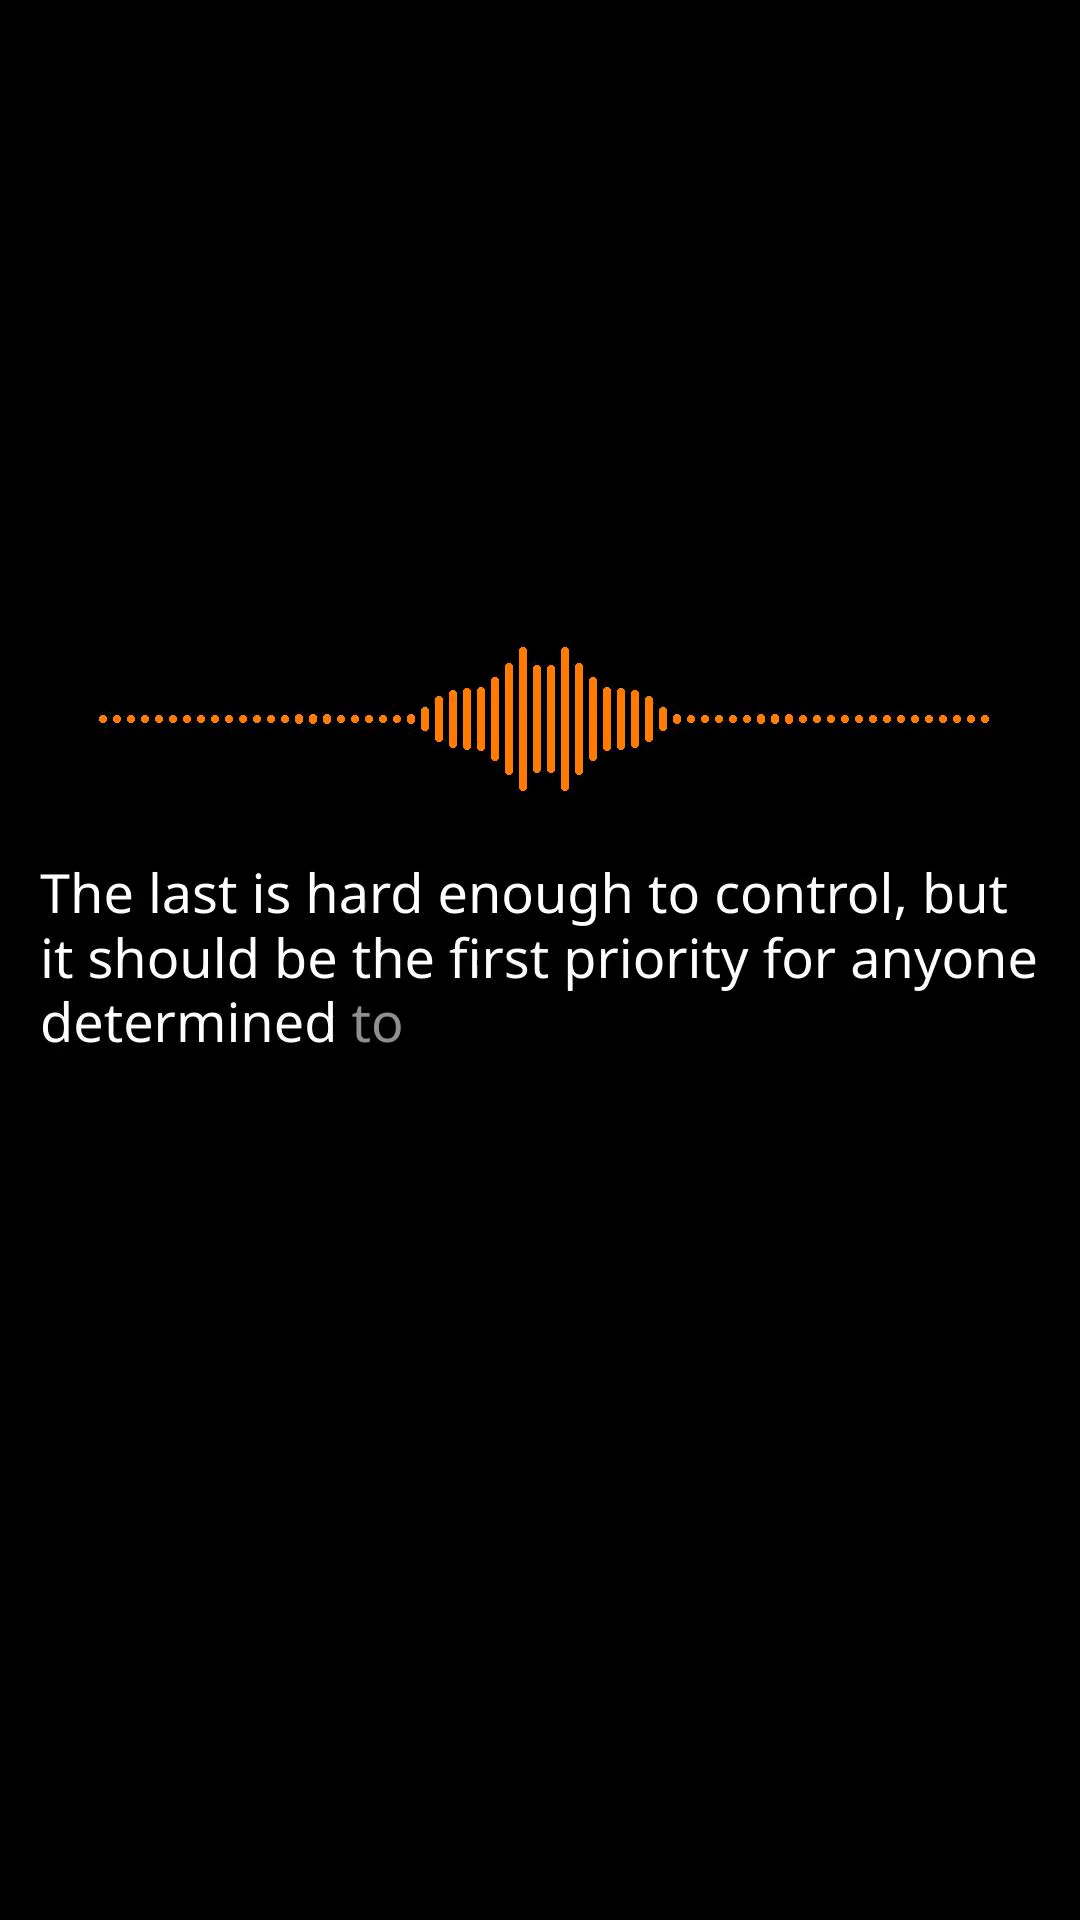 The last is hard enough to control, but
it should be the first priority for anyone
determined to